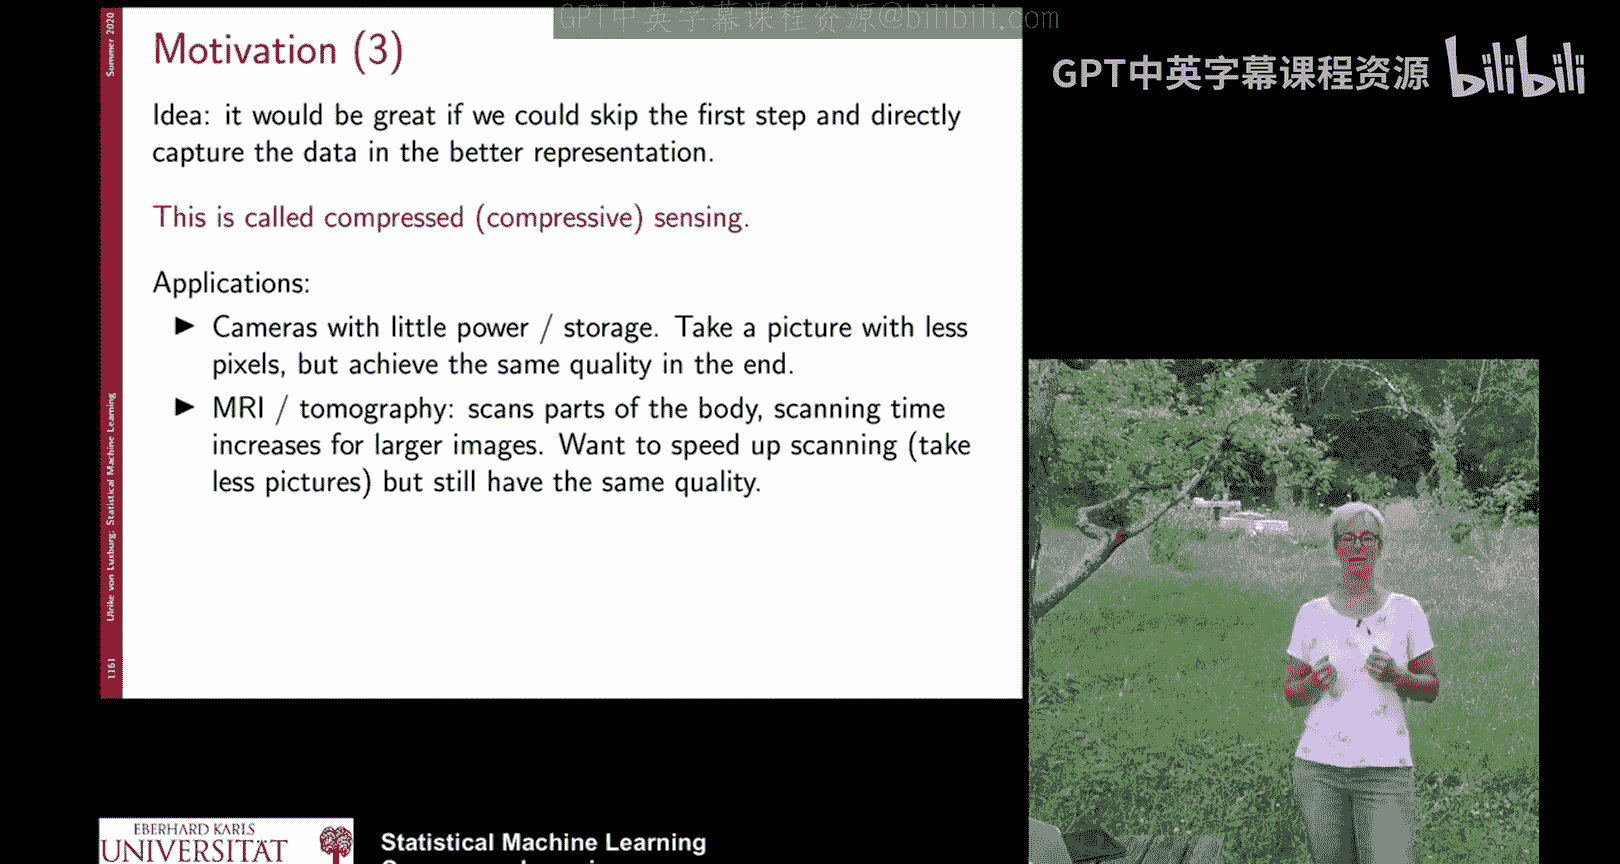 GPT中英字幕课程资源@bilibili.com
GPT中英字幕课程资源 bilibili
Summer 2020
Motivation (3)
Idea: it would be great if we could skip the first step and directly
capture the data in the better representation.
This is called compressed (compressive) sensing.
Applications:
▶ Cameras with little power / storage. Take a picture with less
pixels, but achieve the same quality in the end.
▶ MRI / tomography: scans parts of the body, scanning time
increases for larger images. Want to speed up scanning (take
less pictures) but still have the same quality.
Ulrike von Luxburg: Statistical Machine Learning
1161
EBERHARD KARLS
UNIVERSITÄT
Statistical Machine Learning